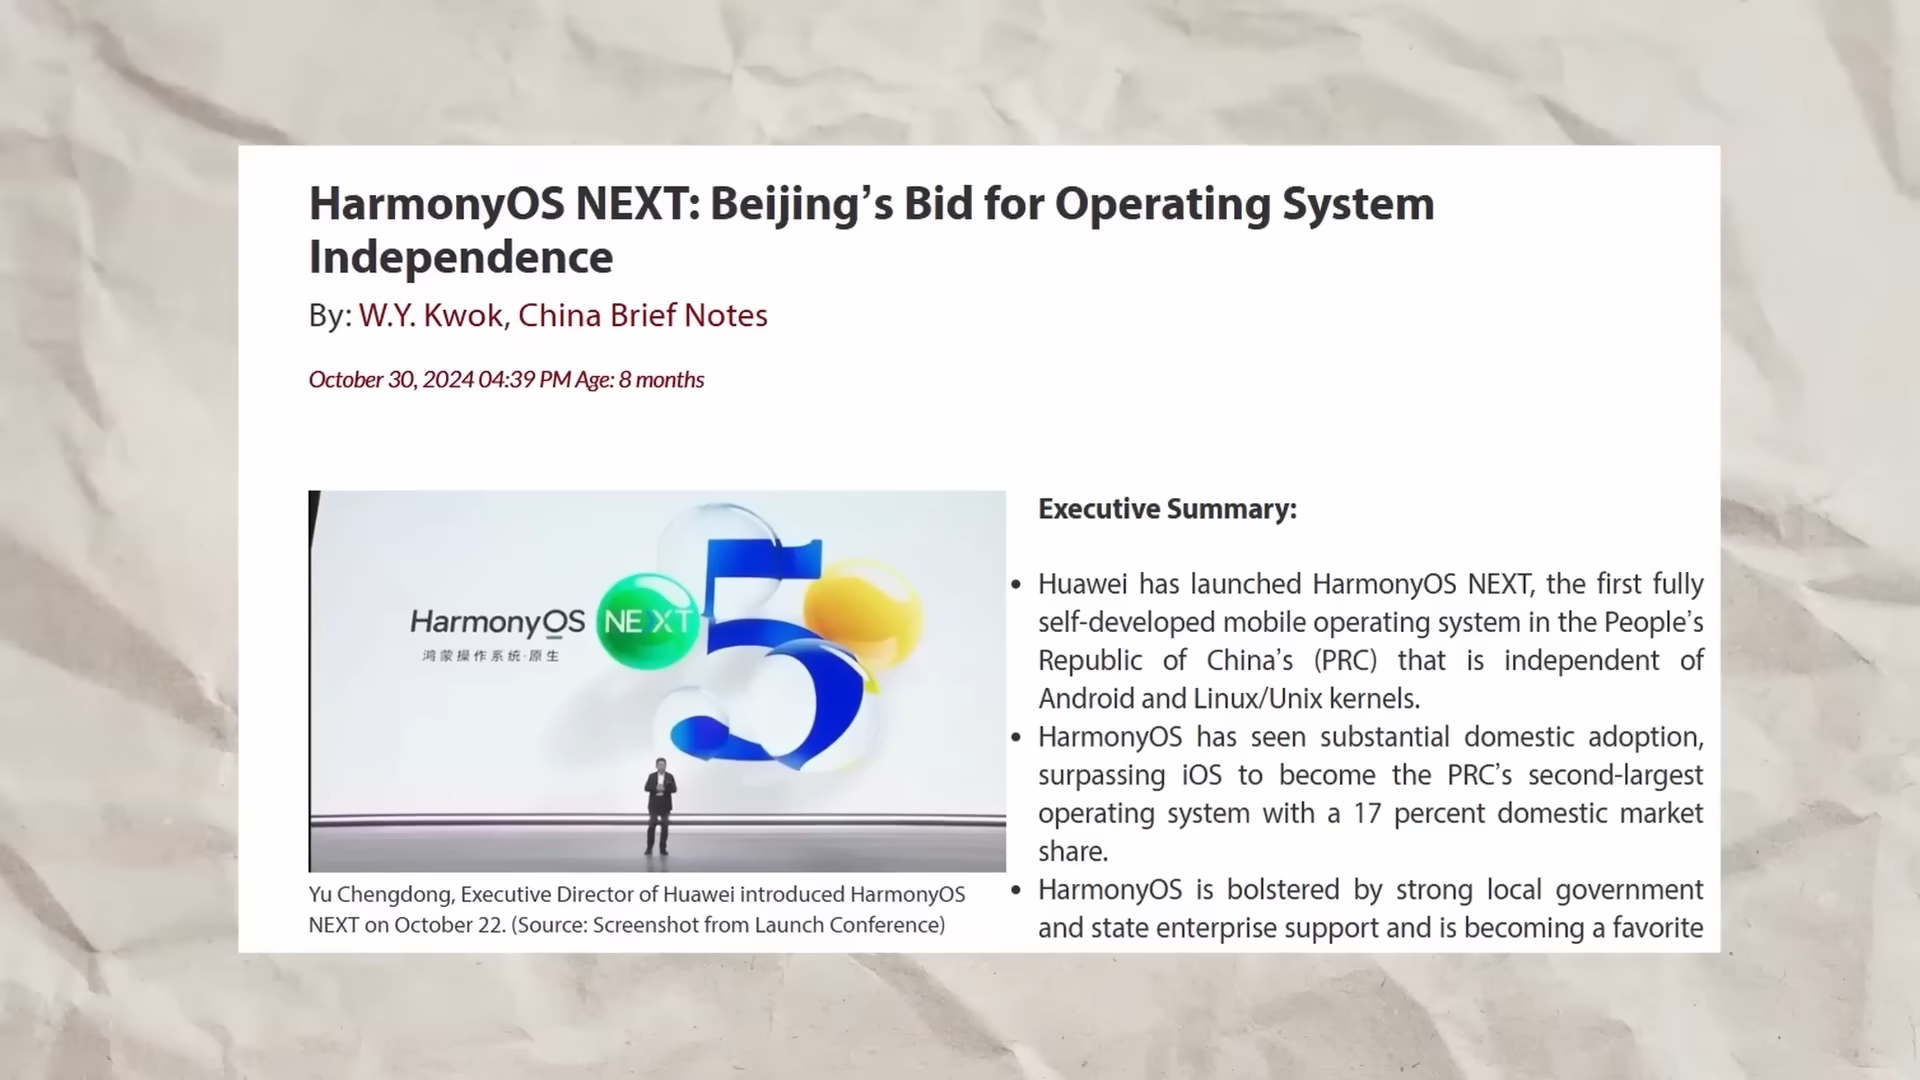 HarmonyOS NEXT: Beijing’s Bid for Operating System
Independence
By: W.Y. Kwok, China Brief Notes
October 30, 2024 04:39 PM Age: 8 months
HarmonyOS NEXT 5
鸿蒙操作系统·原生
Yu Chengdong, Executive Director of Huawei introduced HarmonyOS
NEXT on October 22. (Source: Screenshot from Launch Conference)
Executive Summary:
• Huawei has launched HarmonyOS NEXT, the first fully
self-developed mobile operating system in the People’s
Republic of China’s (PRC) that is independent of
Android and Linux/Unix kernels.
• HarmonyOS has seen substantial domestic adoption,
surpassing iOS to become the PRC’s second-largest
operating system with a 17 percent domestic market
share.
• HarmonyOS is bolstered by strong local government
and state enterprise support and is becoming a favorite